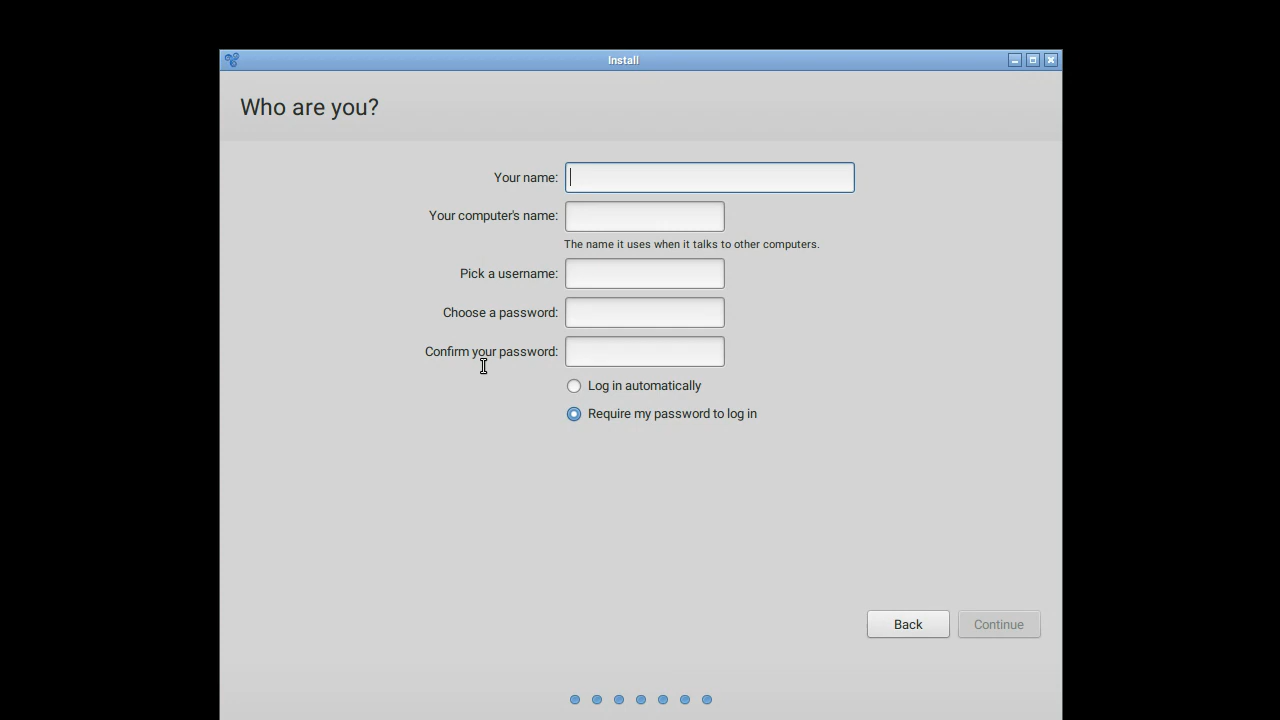 Install
Who are you?
Your name:
Your computer's name:
The name it uses when it talks to other computers.
Pick a username:
Choose a password:
Confirm your password:
Log in automatically
Require my password to log in
Back
Continue